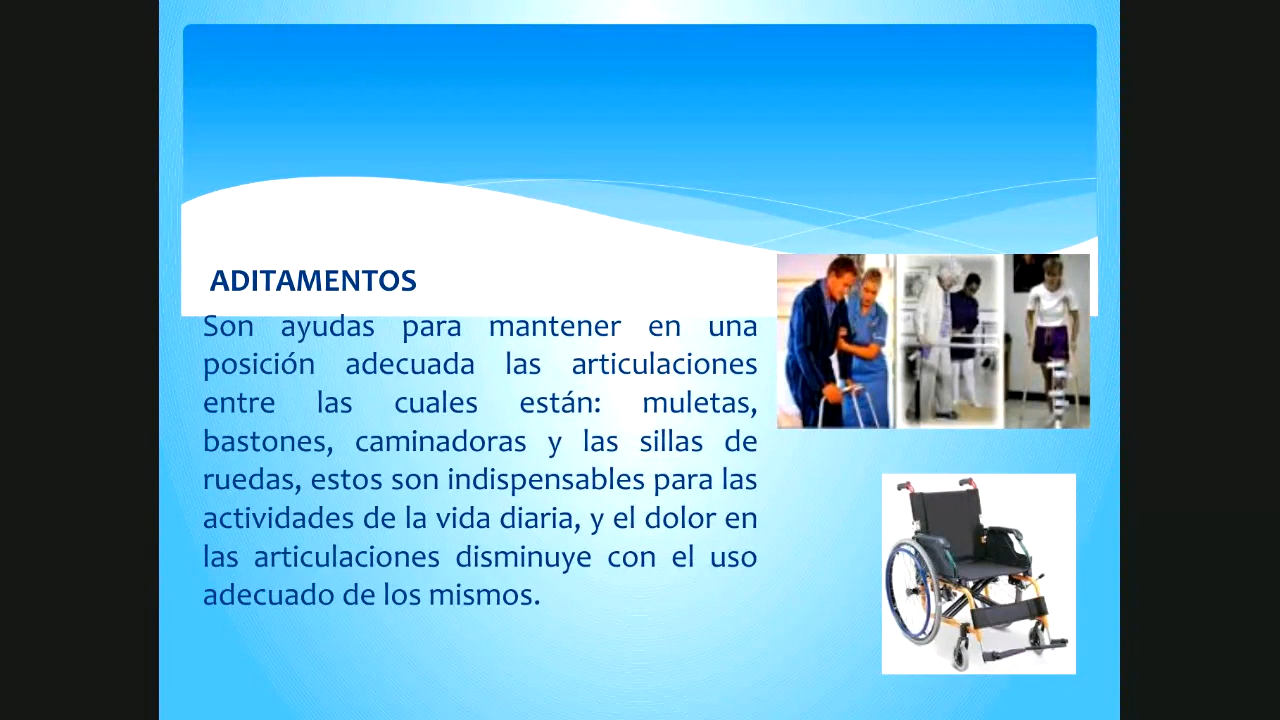 ADITAMENTOS
Son ayudas para mantener en una
posición adecuada las articulaciones
entre las cuales están: muletas,
bastones, caminadoras y las sillas de
ruedas, estos son indispensables para las
actividades de la vida diaria, y el dolor en
las articulaciones disminuye con el uso
adecuado de los mismos.